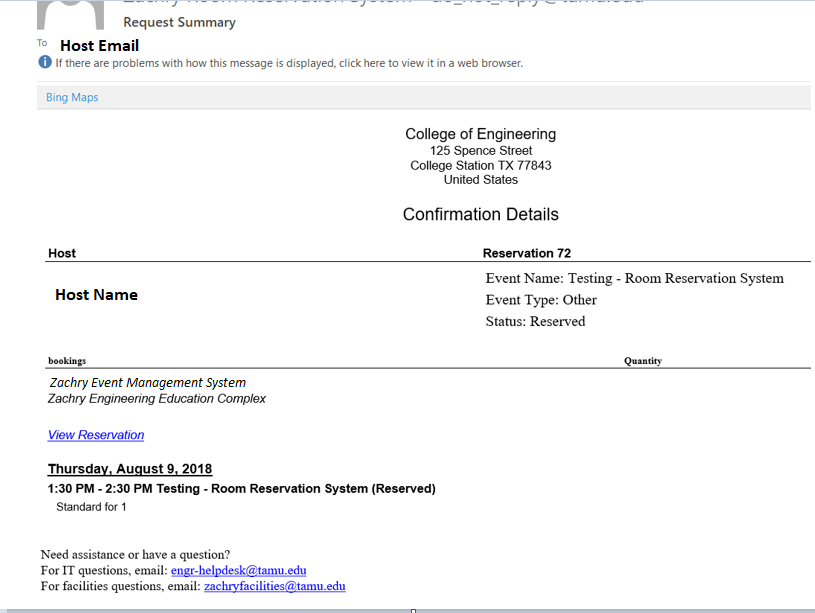 Zachry Room Reservation System do_not_reply@tamu.edu
Request Summary
To Host Email
If there are problems with how this message is displayed, click here to view it in a web browser.
Bing Maps
College of Engineering
125 Spence Street
College Station TX 77843
United States
Confirmation Details
Host Reservation 72
Host Name
Event Name: Testing - Room Reservation System
Event Type: Other
Status: Reserved
bookings Quantity
Zachry Event Management System
Zachry Engineering Education Complex
View Reservation
Thursday, August 9, 2018
1:30 PM - 2:30 PM Testing - Room Reservation System (Reserved)
Standard for 1
Need assistance or have a question?
For IT questions, email: engr-helpdesk@tamu.edu
For facilities questions, email: zachryfacilities@tamu.edu